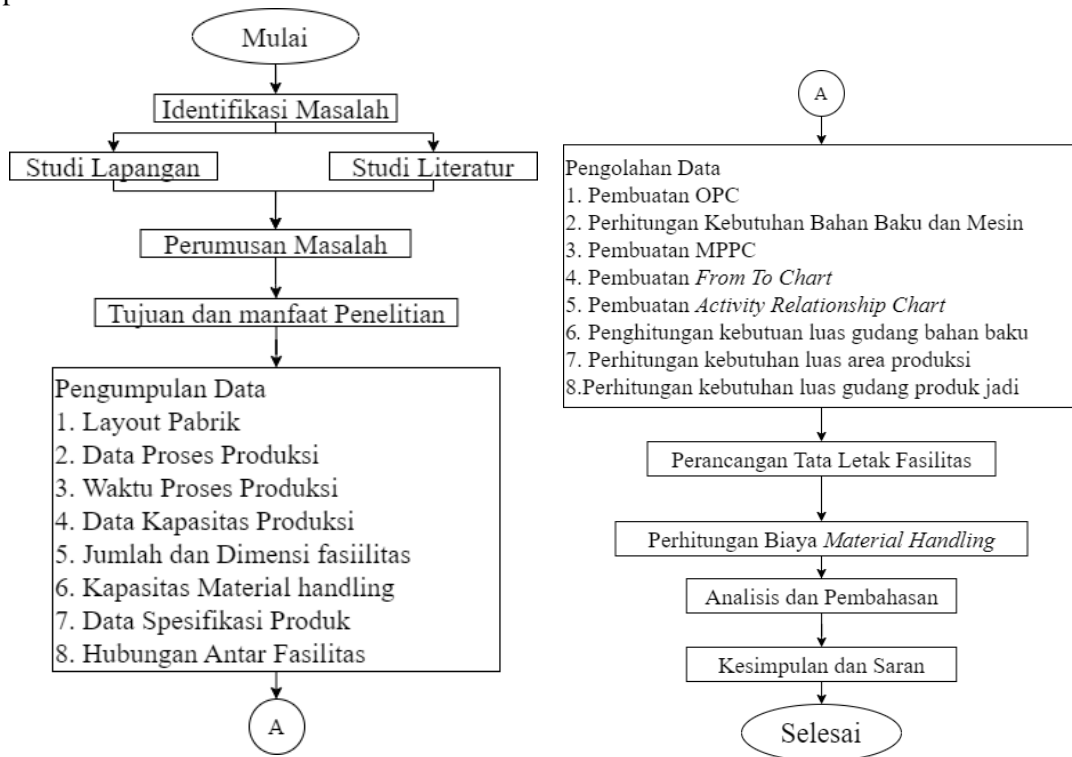 Mulai
Identifikasi Masalah
Studi Lapangan
Studi Literatur
Perumusan Masalah
Tujuan dan manfaat Penelitian
Pengumpulan Data
1. Layout Pabrik
2. Data Proses Produksi
3. Waktu Proses Produksi
4. Data Kapasitas Produksi
5. Jumlah dan Dimensi fasiilitas
6. Kapasitas Material handling
7. Data Spesifikasi Produk
8. Hubungan Antar Fasilitas
A
A
Pengolahan Data
1. Pembuatan OPC
2. Perhitungan Kebutuhan Bahan Baku dan Mesin
3. Pembuatan MPPC
4. Pembuatan From To Chart
5. Pembuatan Activity Relationship Chart
6. Penghitungan kebutuan luas gudang bahan baku
7. Perhitungan kebutuhan luas area produksi
8.Perhitungan kebutuhan luas gudang produk jadi
Perancangan Tata Letak Fasilitas
Perhitungan Biaya Material Handling
Analisis dan Pembahasan
Kesimpulan dan Saran
Selesai